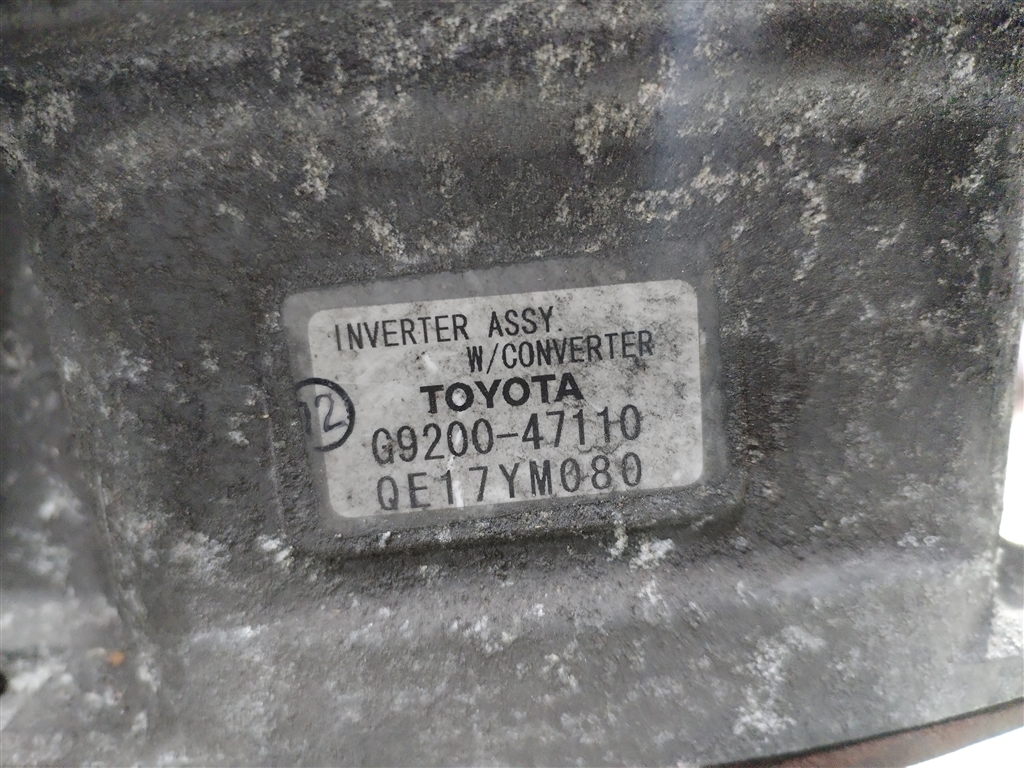 INVERTER ASSY.
W/CONVERTER
TOYOTA
12
G9200-47110
QE17YM080